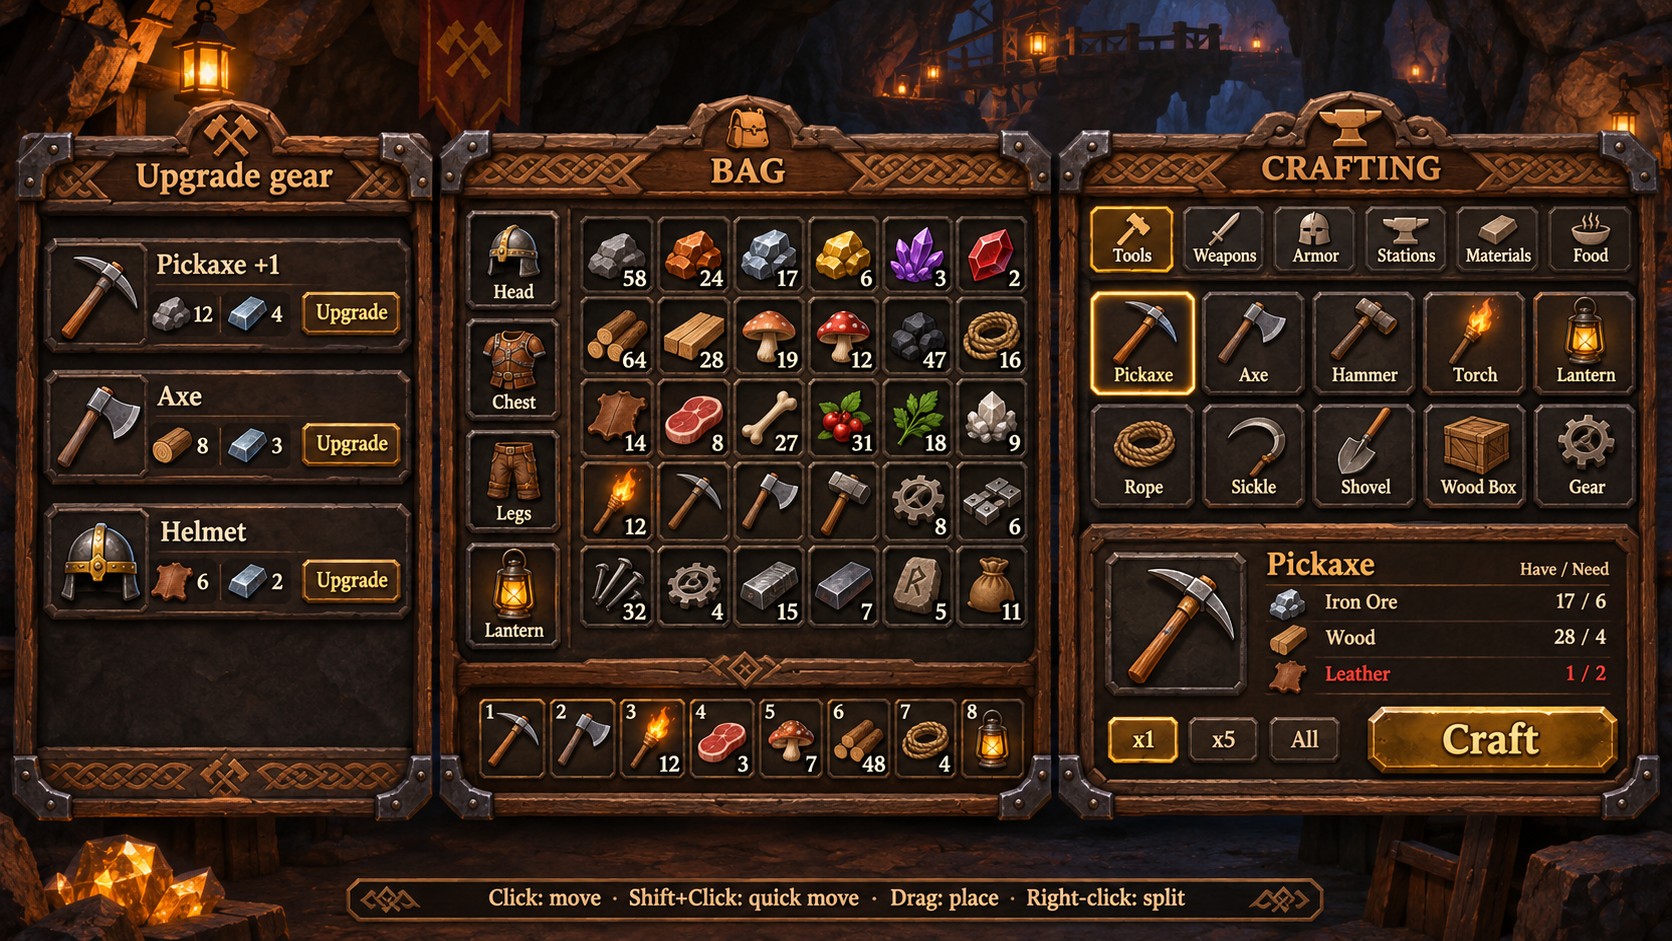 Upgrade gear
Pickaxe +1
12 4 Upgrade
Axe
8 3 Upgrade
Helmet
6 2 Upgrade
BAG
Head
Chest
Legs
Lantern
58 24 17 6 3 2
64 28 19 12 47 16
14 8 27 31 18 9
12 8 6
32 4 15 7 5 11
1 2 3 4 5 6 7 8
12 3 7 48 4
CRAFTING
Tools Weapons Armor Stations Materials Food
Pickaxe Axe Hammer Torch Lantern
Rope Sickle Shovel Wood Box Gear
Pickaxe Have / Need
Iron Ore 17 / 6
Wood 28 / 4
Leather 1 / 2
x1 x5 All Craft
Click: move · Shift+Click: quick move · Drag: place · Right-click: split